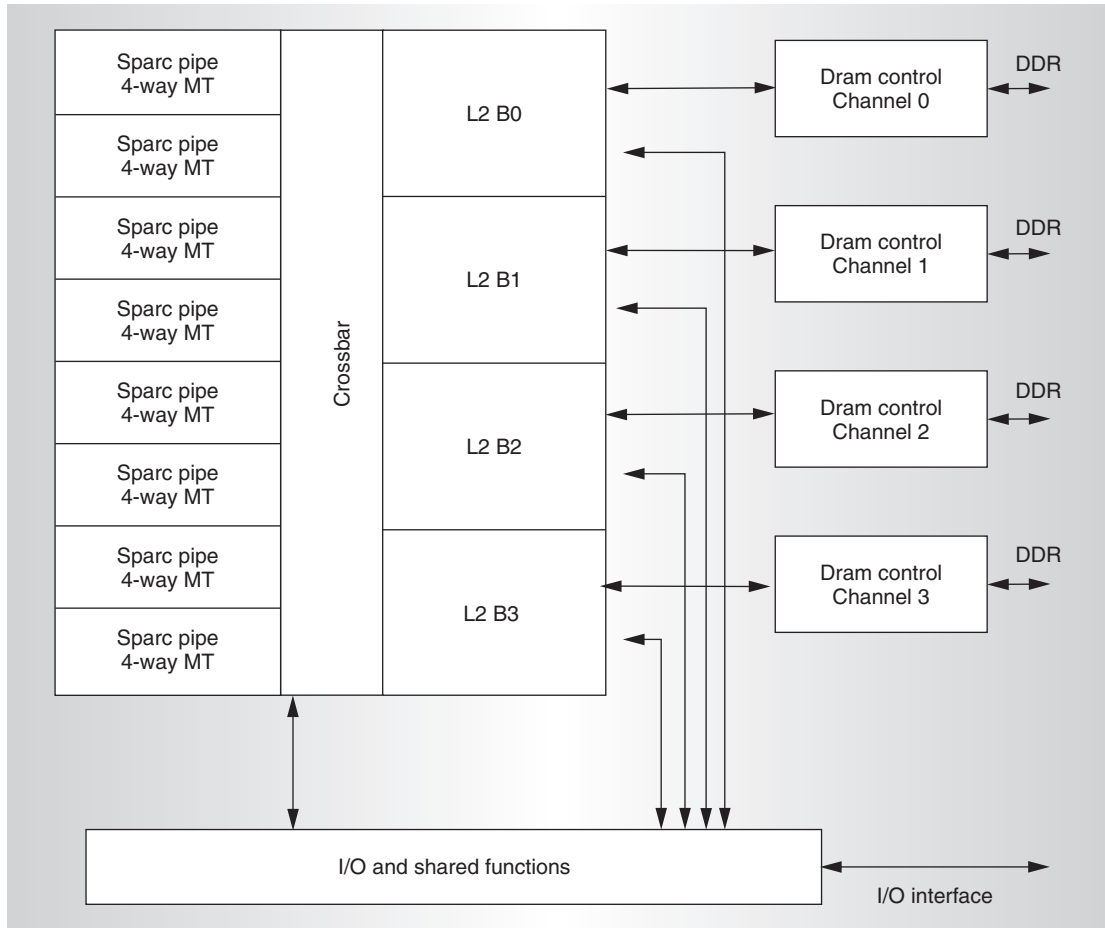 Sparc pipe
4-way MT
Sparc pipe
4-way MT
Sparc pipe
4-way MT
Sparc pipe
4-way MT
Sparc pipe
4-way MT
Sparc pipe
4-way MT
Sparc pipe
4-way MT
Sparc pipe
4-way MT
Crossbar
L2 B0
L2 B1
L2 B2
L2 B3
Dram control
Channel 0
DDR
Dram control
Channel 1
DDR
Dram control
Channel 2
DDR
Dram control
Channel 3
DDR
I/O and shared functions
I/O interface